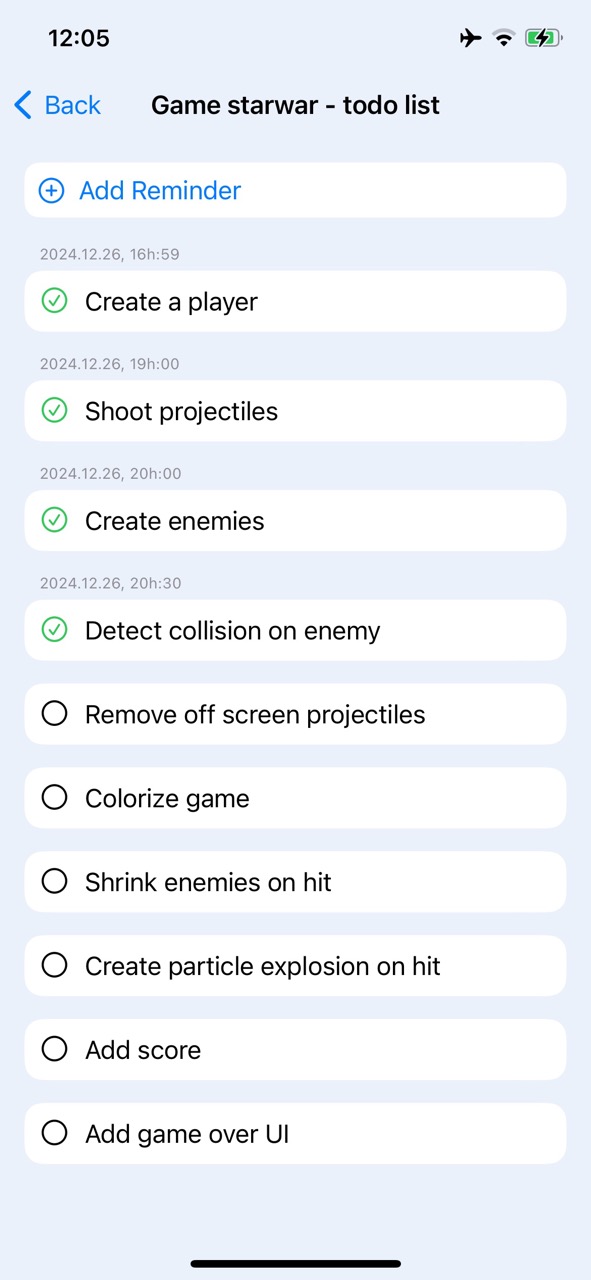 12:05
Back
Game starwar - todo list
Add Reminder
2024.12.26, 16h:59
Create a player
2024.12.26, 19h:00
Shoot projectiles
2024.12.26, 20h:00
Create enemies
2024.12.26, 20h:30
Detect collision on enemy
Remove off screen projectiles
Colorize game
Shrink enemies on hit
Create particle explosion on hit
Add score
Add game over UI